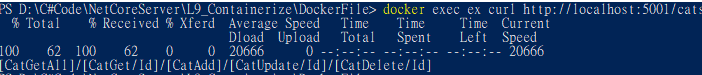 PS D:\C#Code\NetCoreServer\L9_Containerize\DockerFile> docker exec ex curl http://localhost:5001/cats
% Total % Received % Xferd Average Speed Time Time Time Current
Dload Upload Total Spent Left Speed
100 62 100 62 0 0 20666 0 --:--:-- --:--:-- --:--:-- 20666
[CatGetAll]/[CatGet/Id]/[CatAdd]/[CatUpdate/Id]/[CatDelete/Id]